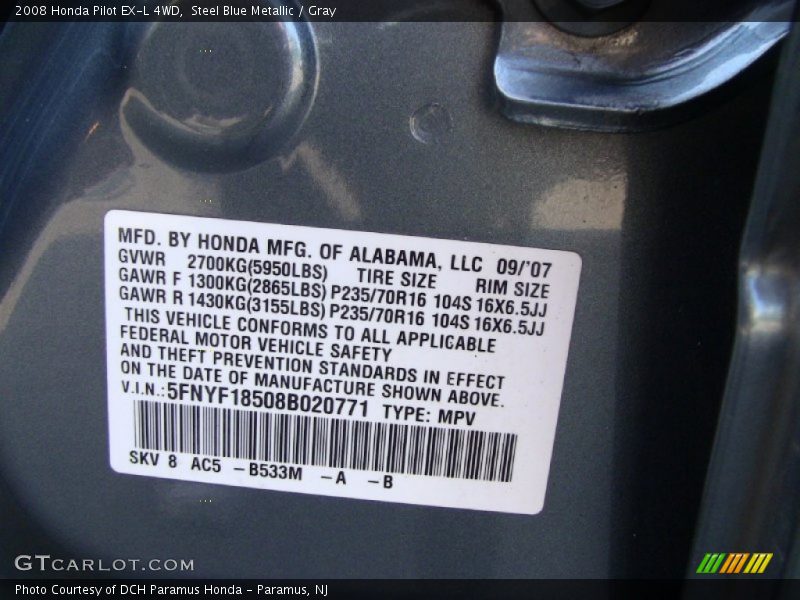 2008 Honda Pilot EX-L 4WD, Steel Blue Metallic / Gray
MFD. BY HONDA MFG. OF ALABAMA, LLC 09/'07
GVWR 2700KG(5950LBS) TIRE SIZE RIM SIZE
GAWR F 1300KG(2865LBS) P235/70R16 104S 16X6.5JJ
GAWR R 1430KG(3155LBS) P235/70R16 104S 16X6.5JJ
THIS VEHICLE CONFORMS TO ALL APPLICABLE
FEDERAL MOTOR VEHICLE SAFETY
AND THEFT PREVENTION STANDARDS IN EFFECT
ON THE DATE OF MANUFACTURE SHOWN ABOVE.
V.I.N.:5FNYF18508B020771 TYPE: MPV
SKV 8 AC5 -B533M -A -B
GTCARLOT.COM
Photo Courtesy of DCH Paramus Honda - Paramus, NJ